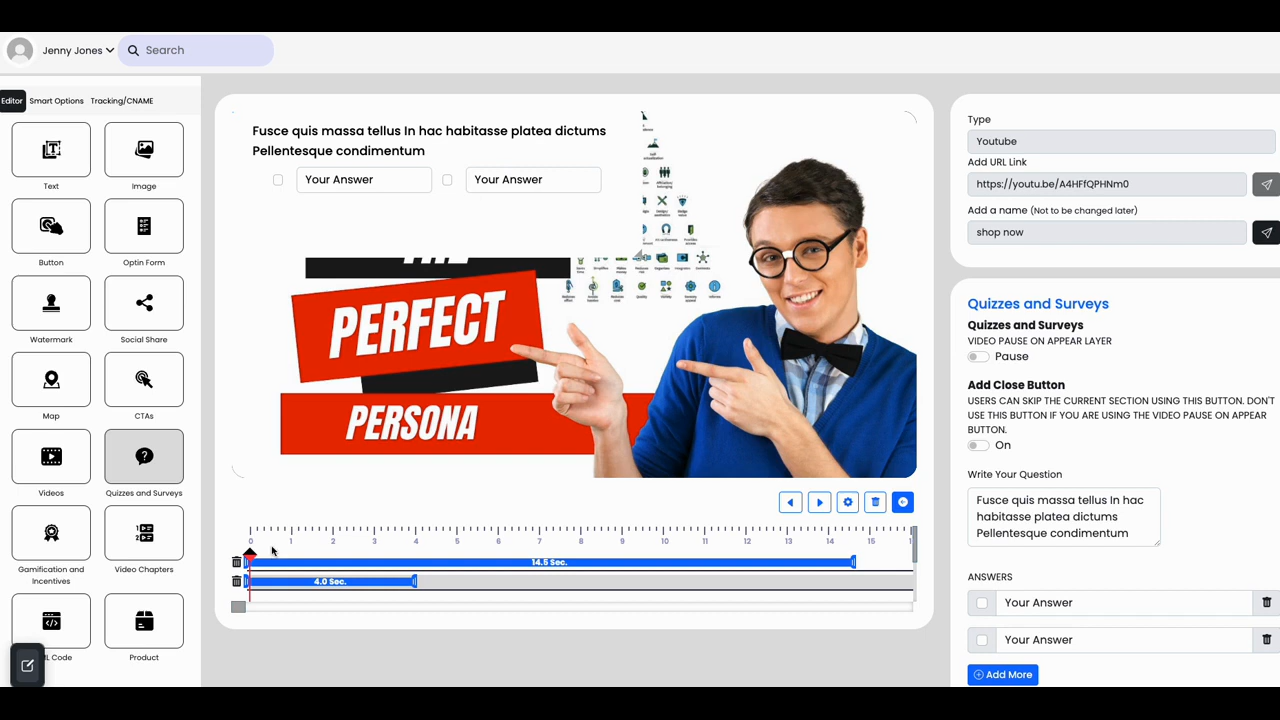 Jenny Jones
Search
Editor
Smart Options
Tracking/CNAME
Text
Image
Button
Optin Form
Watermark
Social Share
Map
CTAs
Videos
Quizzes and Surveys
Gamification and
Incentives
Video Chapters
Code
Product
Fusce quis massa tellus In hac habitasse platea dictums
Pellentesque condimentum
Your Answer
Your Answer
PERFECT
PERSONA
0 1 2 3 4 5 6 7 8 9 10 11 12 13 14 15
14.5 Sec.
4.0 Sec.
Type
Youtube
Add URL Link
https://youtu.be/A4HFfQPHNm0
Add a name (Not to be changed later)
shop now
Quizzes and Surveys
Quizzes and Surveys
VIDEO PAUSE ON APPEAR LAYER
Pause
Add Close Button
USERS CAN SKIP THE CURRENT SECTION USING THIS BUTTON. DON'T
USE THIS BUTTON IF YOU ARE USING THE VIDEO PAUSE ON APPEAR
BUTTON.
On
Write Your Question
Fusce quis massa tellus In hac
habitasse platea dictums
Pellentesque condimentum
ANSWERS
Your Answer
Your Answer
Add More